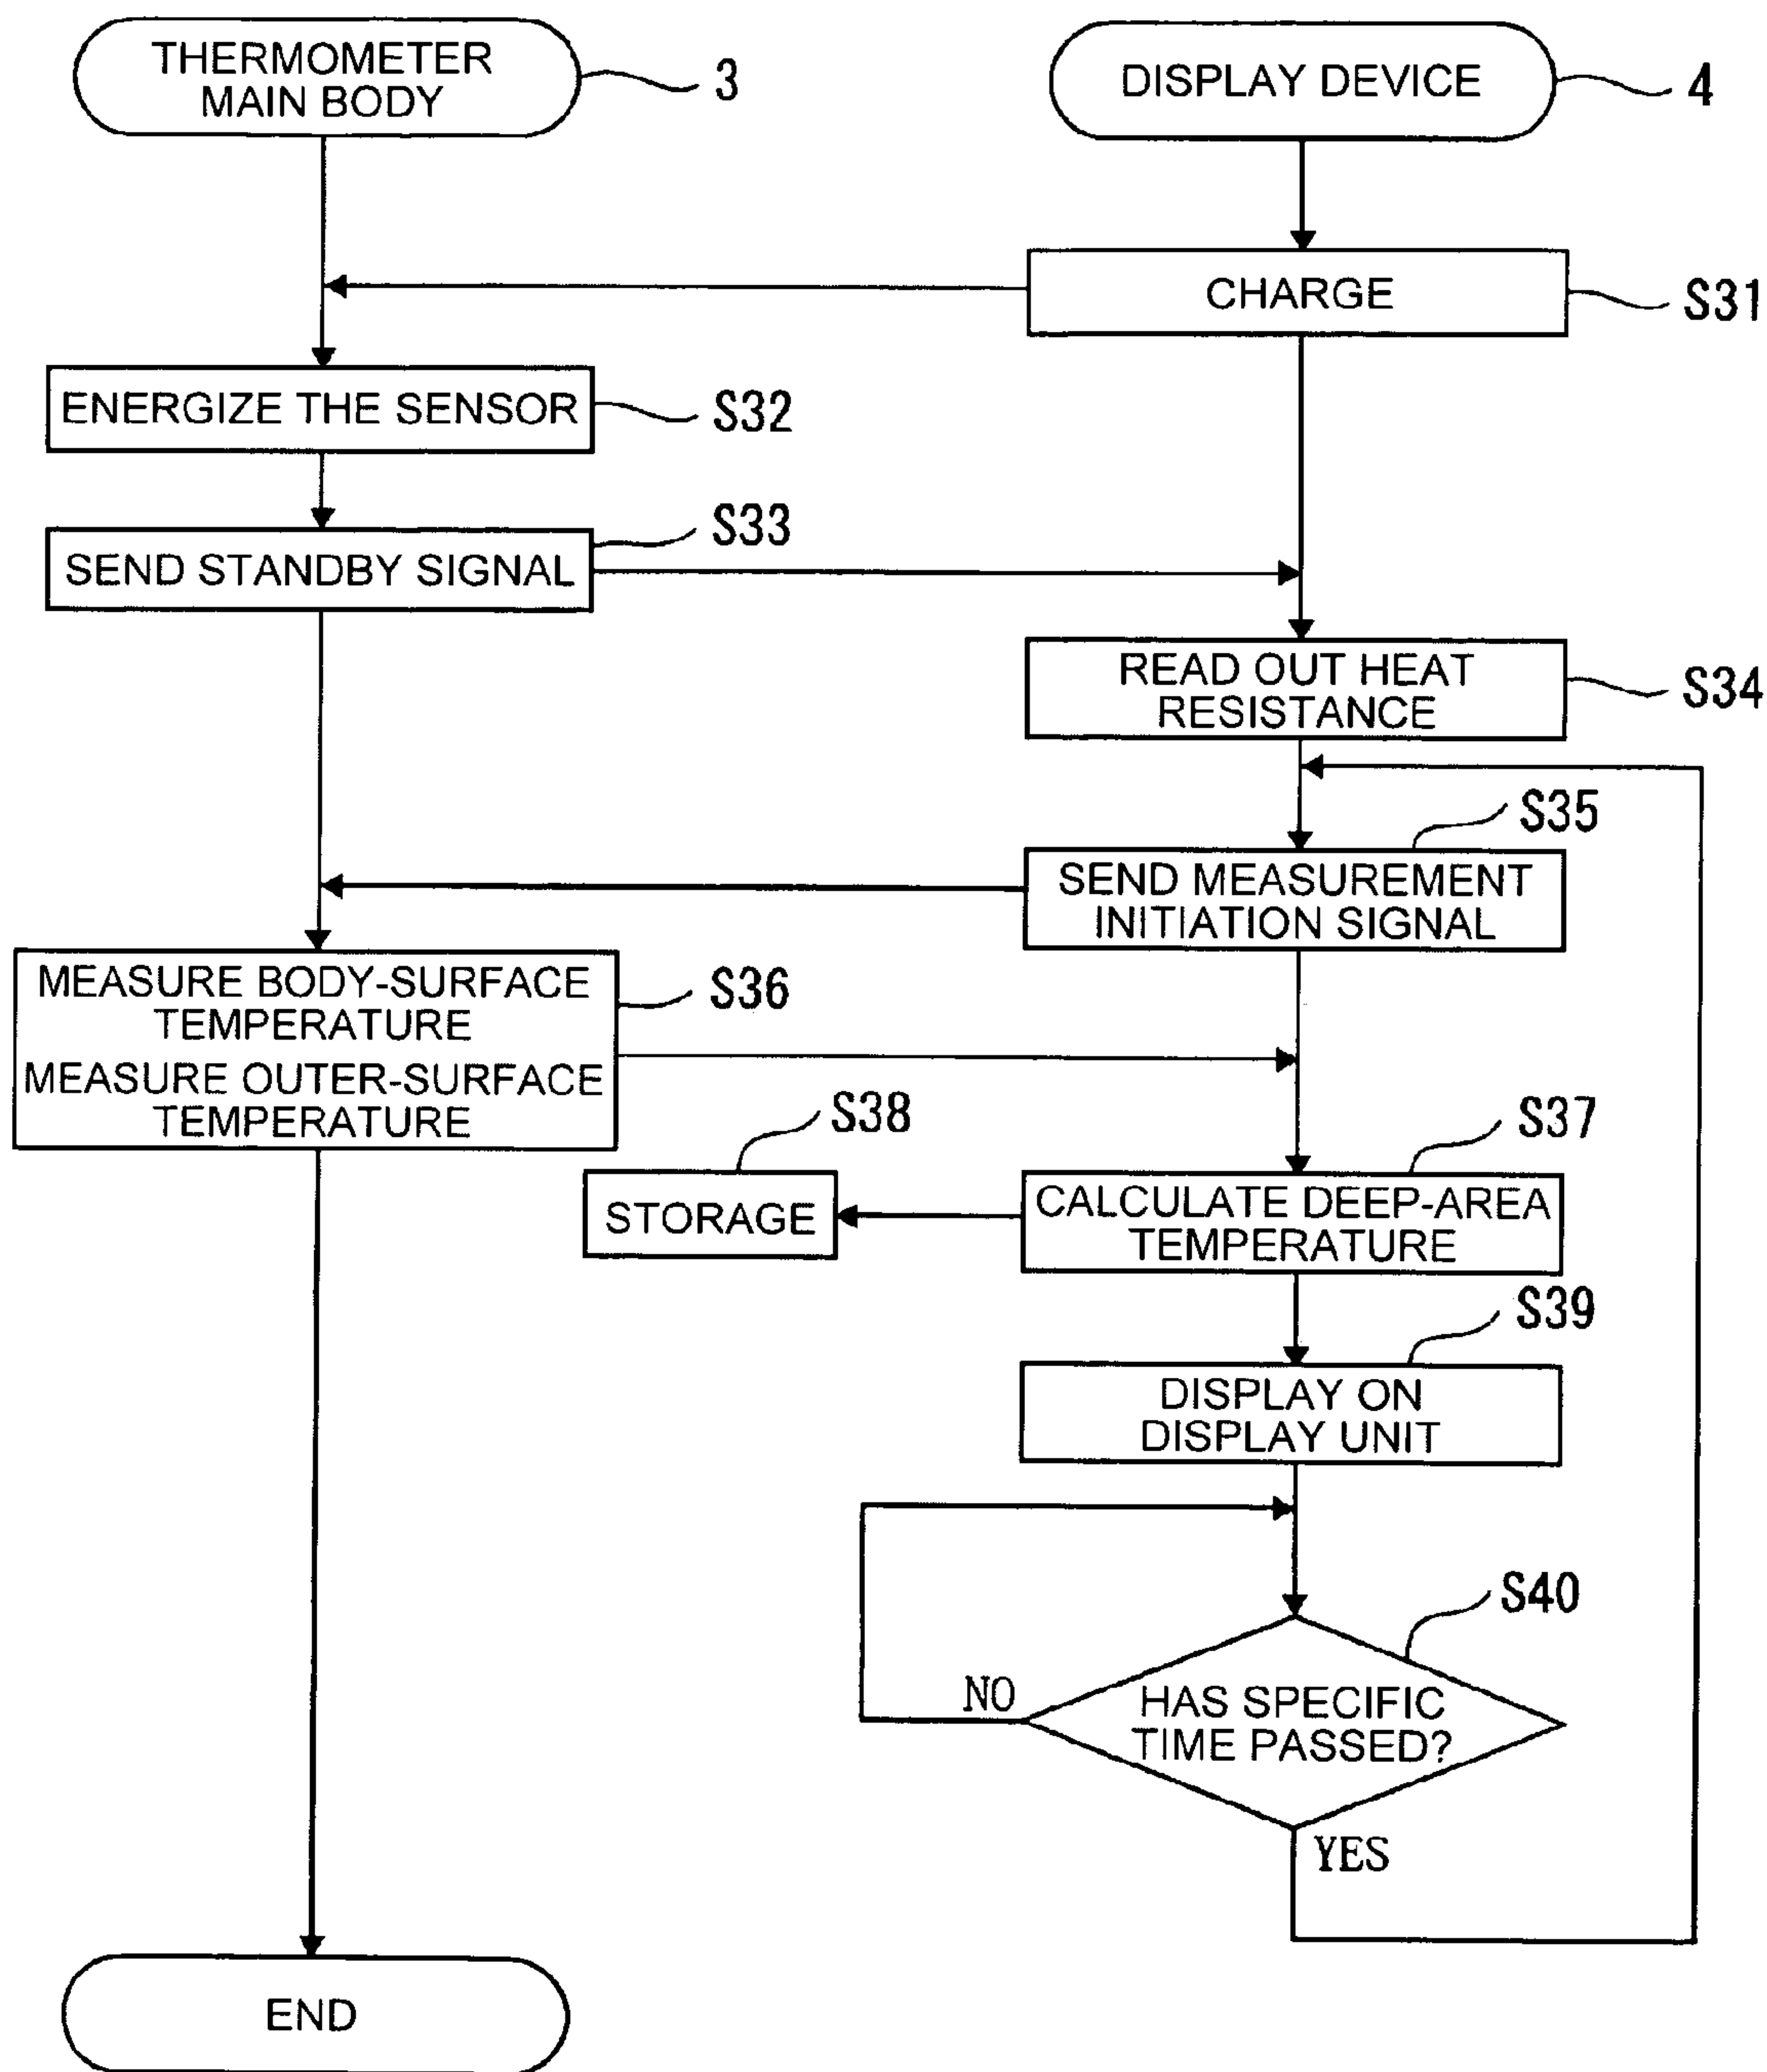 THERMOMETER
MAIN BODY
3
DISPLAY DEVICE
4
CHARGE
S31
ENERGIZE THE SENSOR
S32
SEND STANDBY SIGNAL
S33
READ OUT HEAT
RESISTANCE
S34
SEND MEASUREMENT
INITIATION SIGNAL
S35
MEASURE BODY-SURFACE
TEMPERATURE
MEASURE OUTER-SURFACE
TEMPERATURE
S36
CALCULATE DEEP-AREA
TEMPERATURE
S37
STORAGE
S38
DISPLAY ON
DISPLAY UNIT
S39
HAS SPECIFIC
TIME PASSED?
S40
NO
YES
END